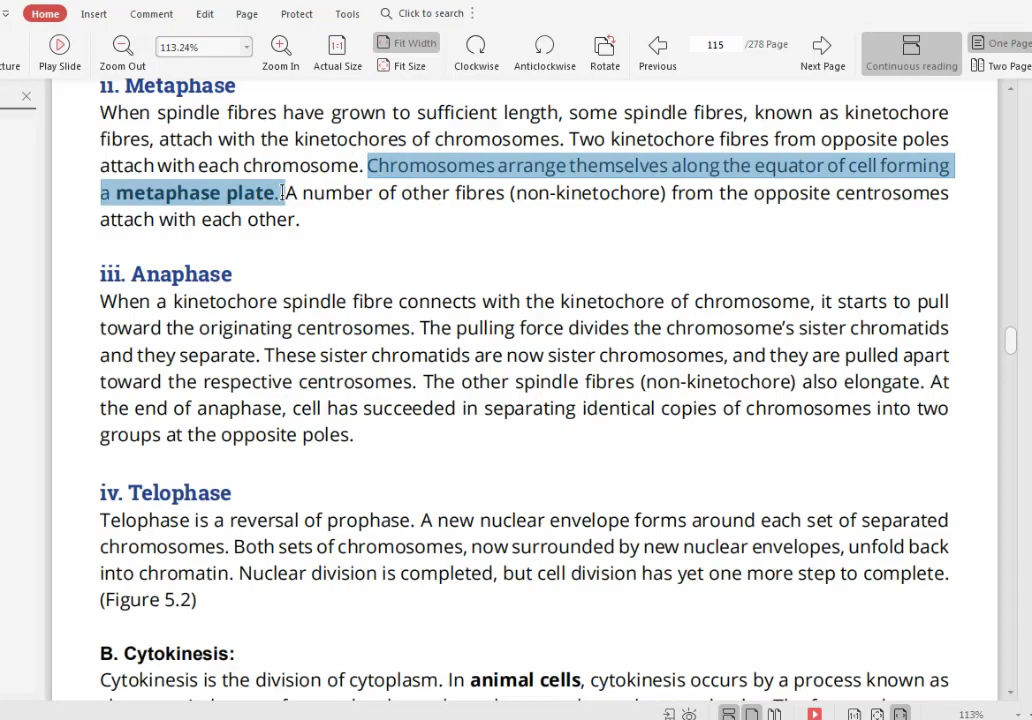 Home Insert Comment Edit Page Protect Tools Click to search
cture Play Slide Zoom Out 113.24% Zoom In Actual Size Fit Width Fit Size Clockwise Anticlockwise Rotate Previous 115 /278 Page Next Page Continuous reading One Page Two Page
ii. Metaphase
When spindle fibres have grown to sufficient length, some spindle fibres, known as kinetochore
fibres, attach with the kinetochores of chromosomes. Two kinetochore fibres from opposite poles
attach with each chromosome. Chromosomes arrange themselves along the equator of cell forming
a metaphase plate. A number of other fibres (non-kinetochore) from the opposite centrosomes
attach with each other.
iii. Anaphase
When a kinetochore spindle fibre connects with the kinetochore of chromosome, it starts to pull
toward the originating centrosomes. The pulling force divides the chromosome's sister chromatids
and they separate. These sister chromatids are now sister chromosomes, and they are pulled apart
toward the respective centrosomes. The other spindle fibres (non-kinetochore) also elongate. At
the end of anaphase, cell has succeeded in separating identical copies of chromosomes into two
groups at the opposite poles.
iv. Telophase
Telophase is a reversal of prophase. A new nuclear envelope forms around each set of separated
chromosomes. Both sets of chromosomes, now surrounded by new nuclear envelopes, unfold back
into chromatin. Nuclear division is completed, but cell division has yet one more step to complete.
(Figure 5.2)
B. Cytokinesis:
Cytokinesis is the division of cytoplasm. In animal cells, cytokinesis occurs by a process known as
113%